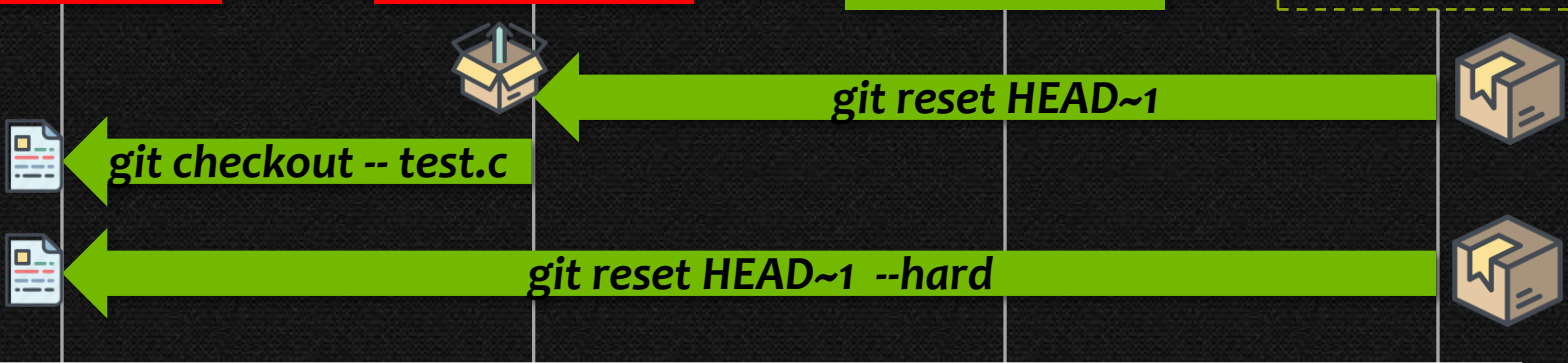 git reset HEAD~1
git checkout -- test.c
git reset HEAD~1 --hard